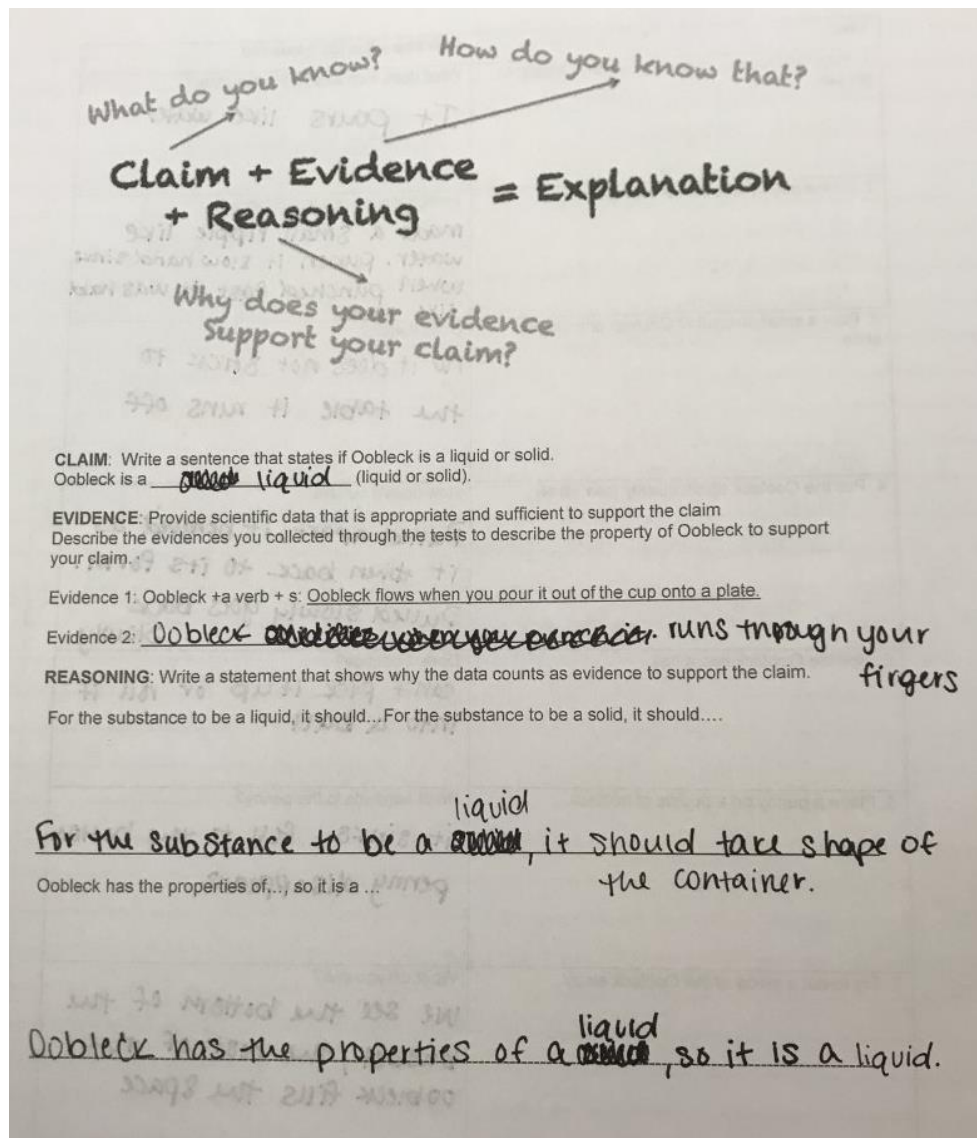 What do you know?
How do you know that?
Claim + Evidence
+ Reasoning
= Explanation
Why does your evidence
Support your claim?
CLAIM: Write a sentence that states if Oobleck is a liquid or solid.
Oobleck is a liquid (liquid or solid).
EVIDENCE: Provide scientific data that is appropriate and sufficient to support the claim
Describe the evidences you collected through the tests to describe the property of Oobleck to support
your claim.
Evidence 1: Oobleck +a verb + s: Oobleck flows when you pour it out of the cup onto a plate.
Evidence 2: Oobleck runs through your
firgers
REASONING: Write a statement that shows why the data counts as evidence to support the claim.
For the substance to be a liquid, it should...For the substance to be a solid, it should....
For the substance to be a liquid, it should take shape of
the container.
Oobleck has the properties of..., so it is a ...
Oobleck has the properties of a liquid, so it is a liquid.